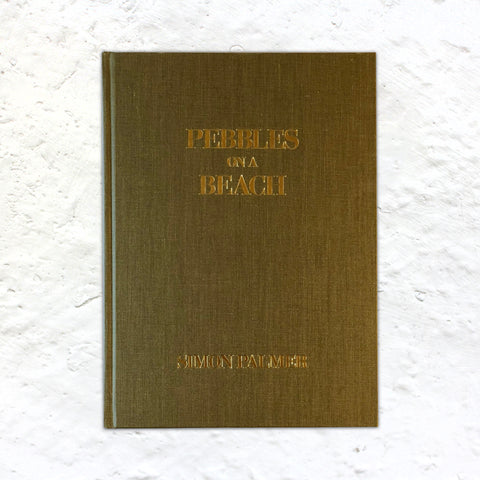 PEBBLES
ON A
BEACH
SIMON PALMER